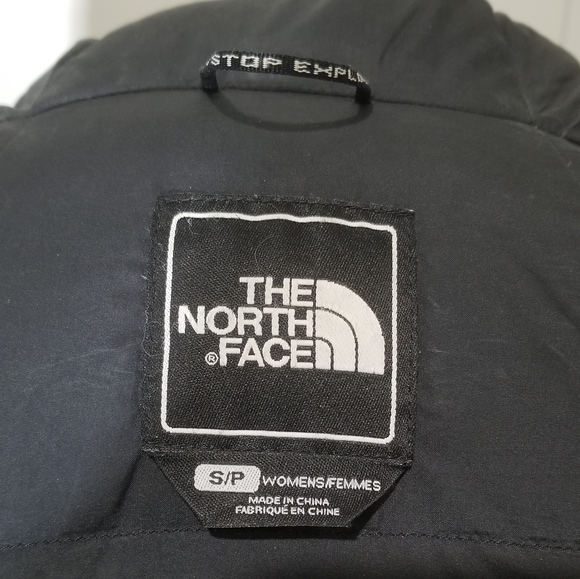 STOP EXPL
THE
NORTH
® FACE
S/P WOMENS/FEMMES
MADE IN CHINA
FABRIQUÉ EN CHINE